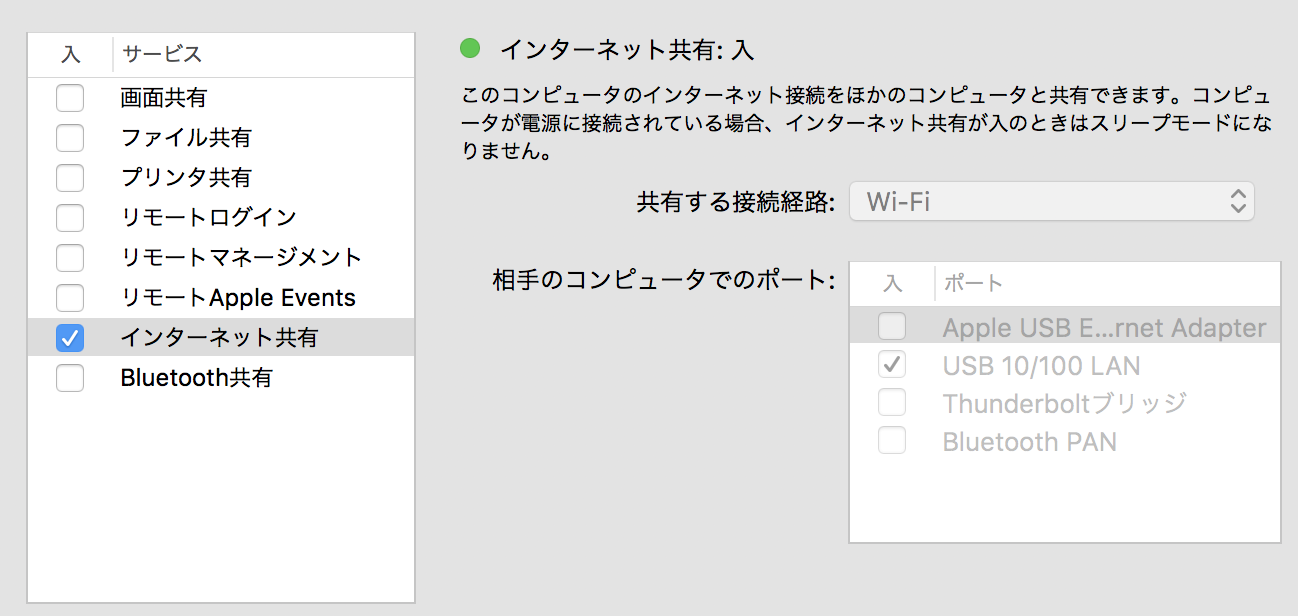 入 サービス
画面共有
ファイル共有
プリンタ共有
リモートログイン
リモートマネージメント
リモートApple Events
インターネット共有
Bluetooth共有
インターネット共有: 入
このコンピュータのインターネット接続をほかのコンピュータと共有できます。コンピュ
ータが電源に接続されている場合、インターネット共有が入のときはスリープモードにな
りません。
共有する接続経路: Wi-Fi
相手のコンピュータでのポート:
入 ポート
Apple USB E...rnet Adapter
USB 10/100 LAN
Thunderboltブリッジ
Bluetooth PAN